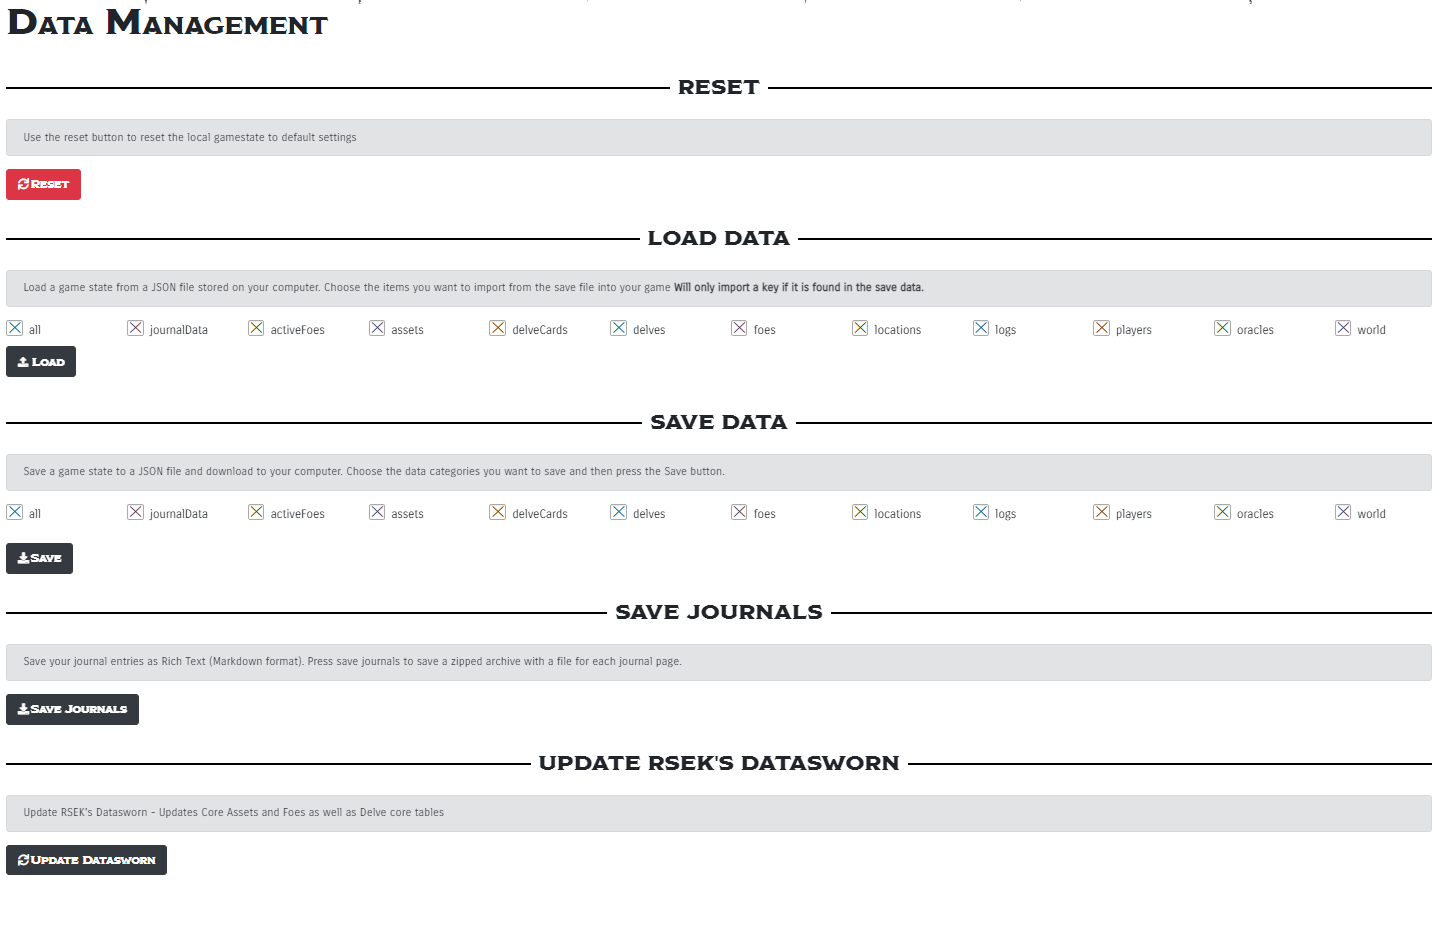 Data Management
RESET
Use the reset button to reset the local gamestate to default settings
Reset
LOAD DATA
Load a game state from a JSON file stored on your computer. Choose the items you want to import from the save file into your game Will only import a key if it is found in the save data.
all journalData activeFoes assets delveCards delves foes locations logs players oracles world
Load
SAVE DATA
Save a game state to a JSON file and download to your computer. Choose the data categories you want to save and then press the Save button.
all journalData activeFoes assets delveCards delves foes locations logs players oracles world
Save
SAVE JOURNALS
Save your journal entries as Rich Text (Markdown format). Press save journals to save a zipped archive with a file for each journal page.
Save Journals
UPDATE RSEK'S DATASWORN
Update RSEK's Datasworn - Updates Core Assets and Foes as well as Delve core tables
Update Datasworn